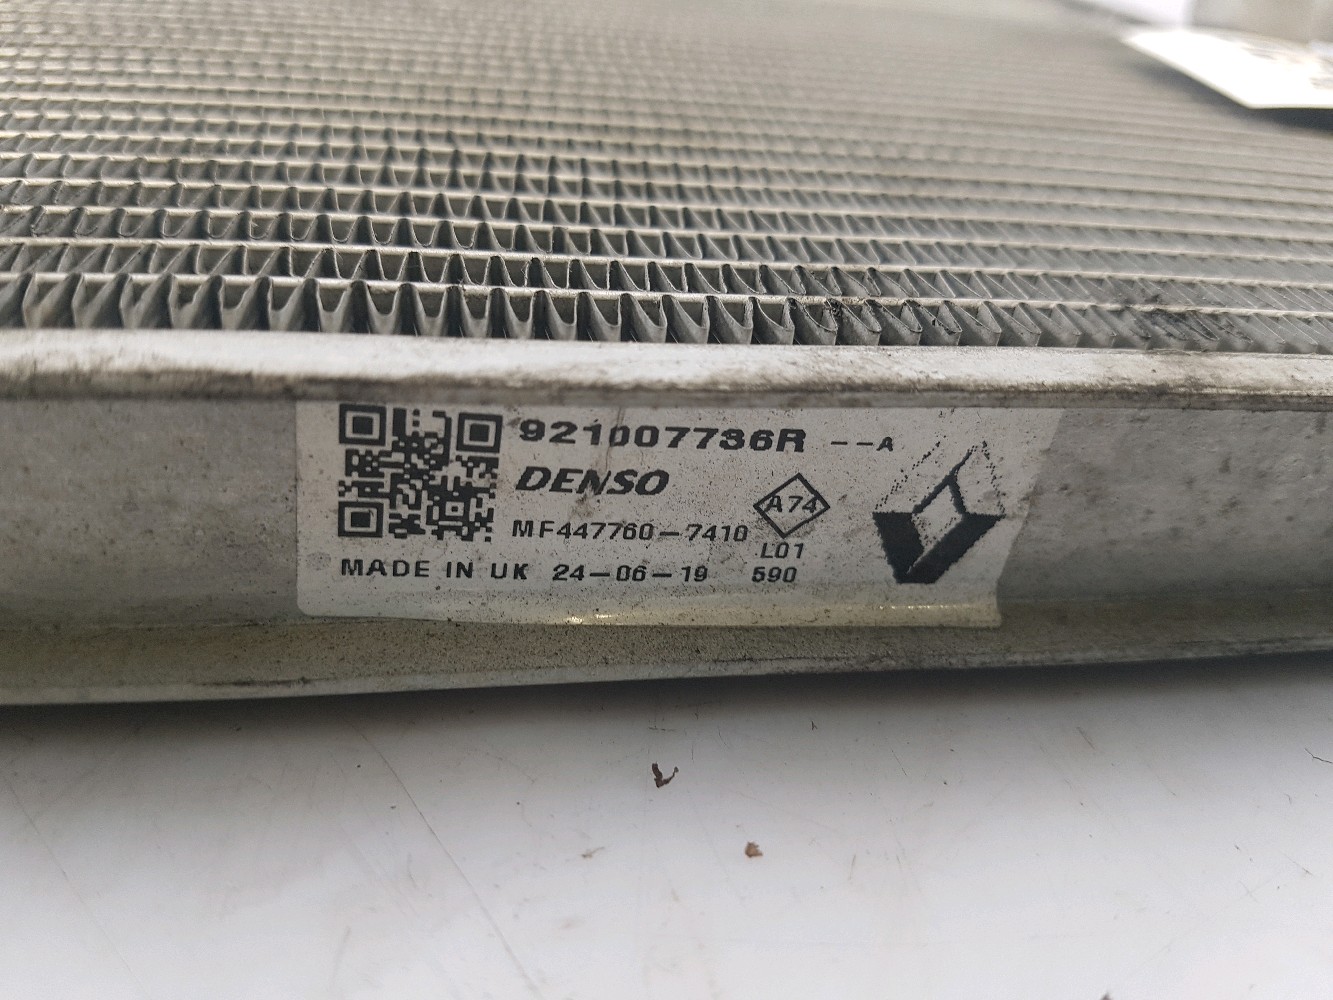 921007736R --A
DENSO
A74
MF447760-7410
L01
MADE IN UK 24-06-19 590